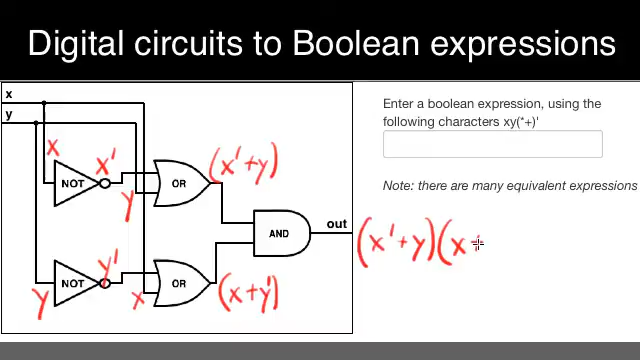 Digital circuits to Boolean expressions
x
y
x
x'
NOT
y
OR
(x'+y)
AND
out
y
y'
NOT
x
OR
(x+y')
Enter a boolean expression, using the
following characters xy(*+)'
Note: there are many equivalent expressions
(x'+y)(x+